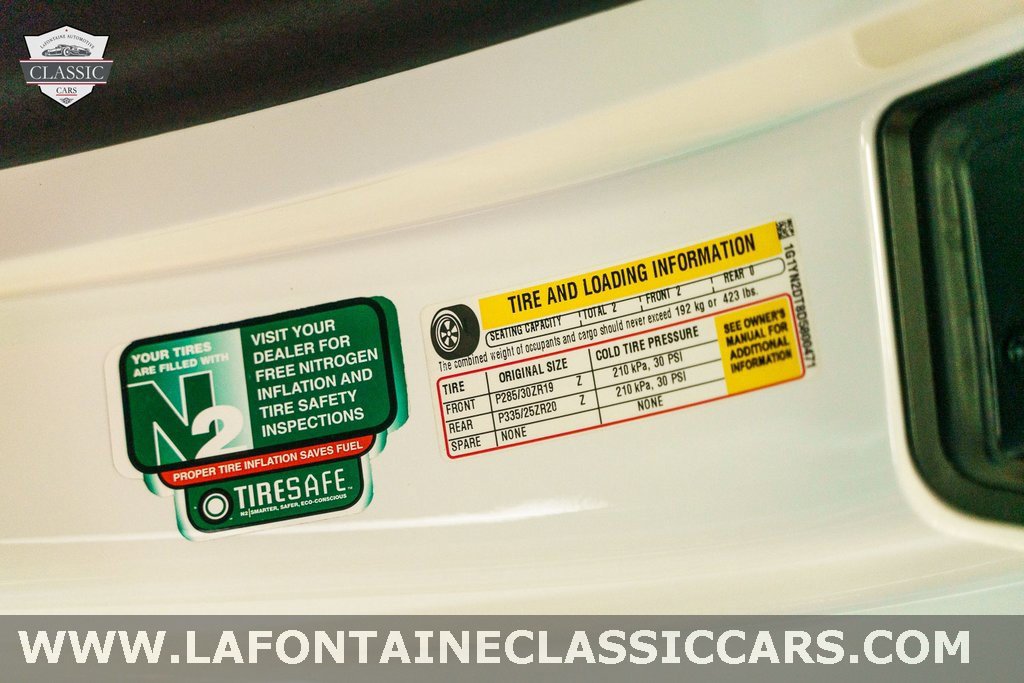 LAFONTAINE AUTOMOTIVE
CLASSIC
CARS
YOUR TIRES
ARE FILLED WITH
N2
VISIT YOUR
DEALER FOR
FREE NITROGEN
INFLATION AND
TIRE SAFETY
INSPECTIONS
PROPER TIRE INFLATION SAVES FUEL
TIRESAFE
N2 | SMARTER, SAFER, ECO-CONSCIOUS
TIRE AND LOADING INFORMATION
SEATING CAPACITY TOTAL 2 FRONT 2 REAR 0
The combined weight of occupants and cargo should never exceed 192 kg or 423 lbs.
TIRE ORIGINAL SIZE COLD TIRE PRESSURE
FRONT P285/30ZR19 Z 210 kPa, 30 PSI
REAR P335/25ZR20 Z 210 kPa, 30 PSI
SPARE NONE NONE
SEE OWNER'S
MANUAL FOR
ADDITIONAL
INFORMATION
WWW.LAFONTAINECLASSICCARS.COM